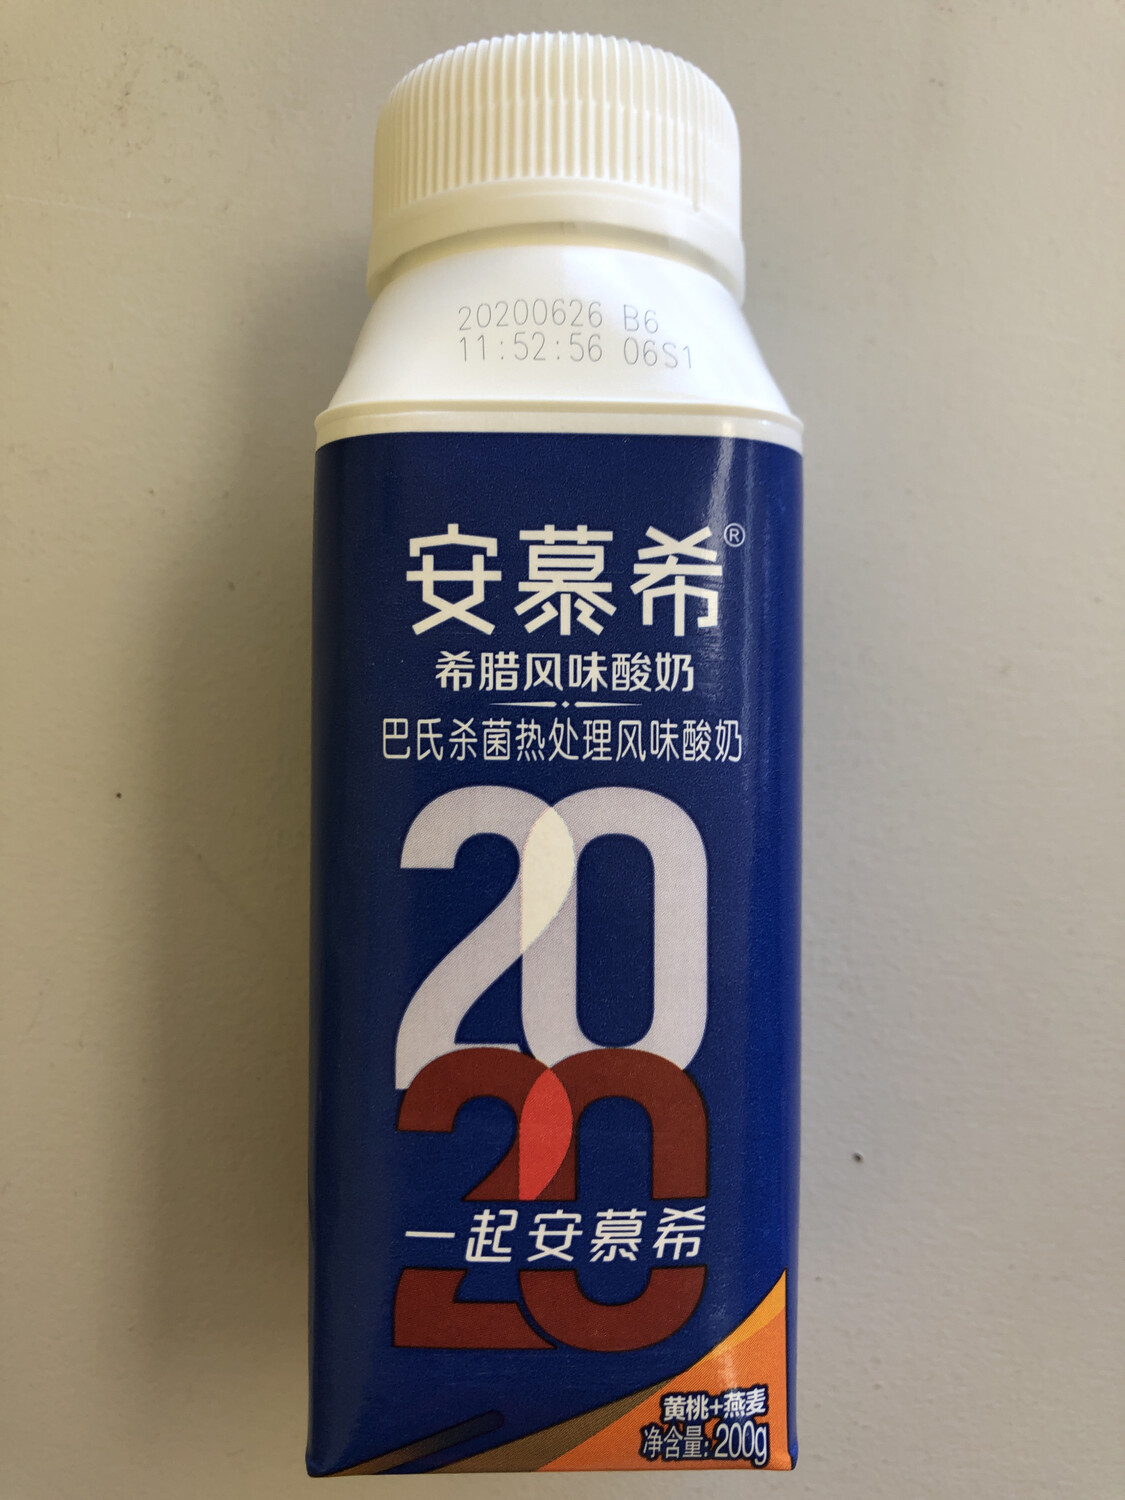 20200626 B6
11:52:56 06S1
安慕希®
希腊风味酸奶
巴氏杀菌热处理风味酸奶
20
20
一起安慕希
黄桃+燕麦
净含量:200g